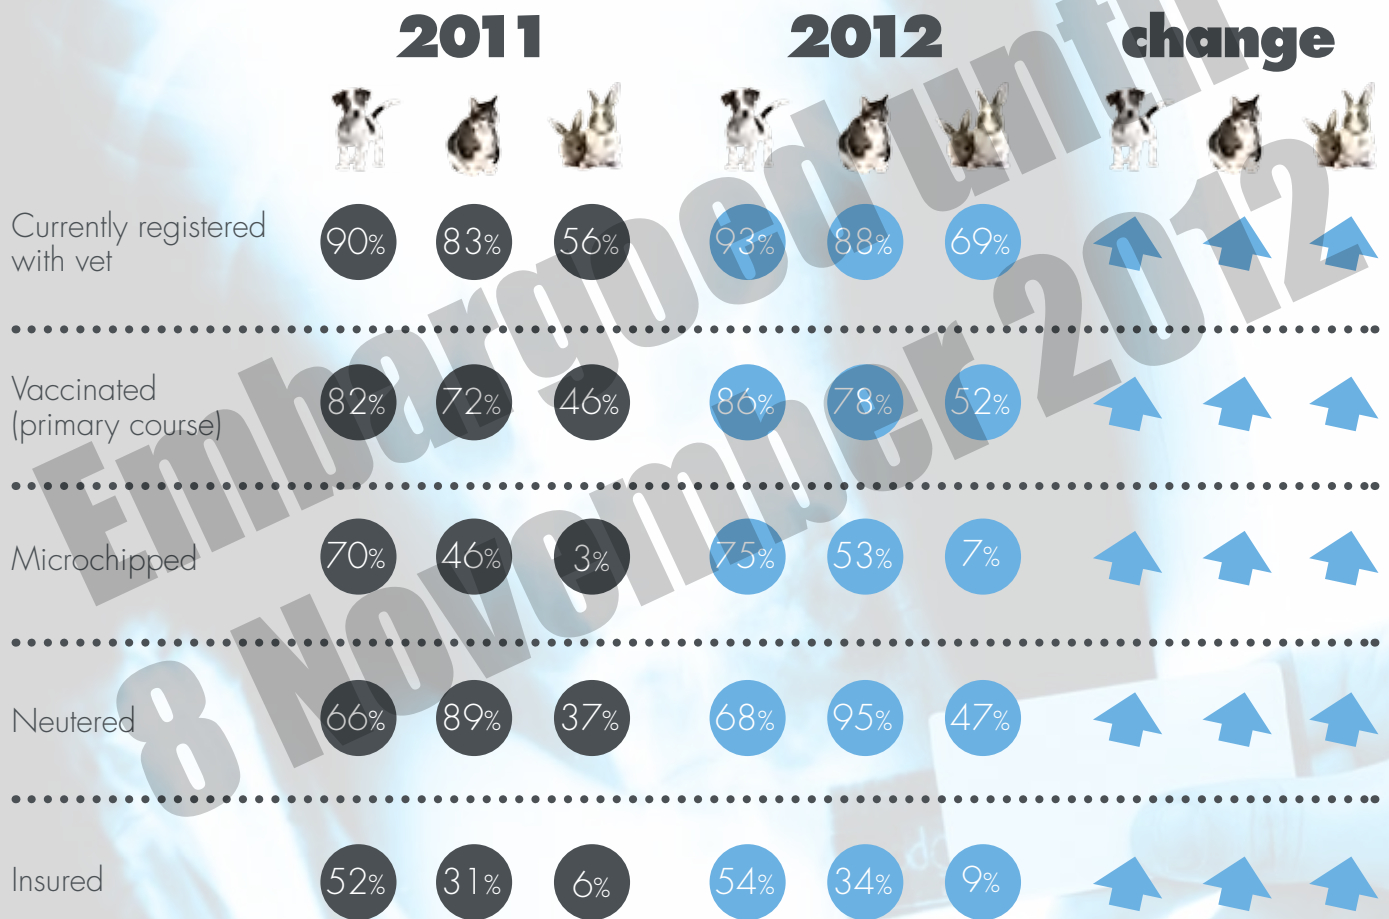 2011 2012 change
Currently registered
with vet
90% 83% 56% 93% 88% 69%
Vaccinated
(primary course)
82% 72% 46% 86% 78% 52%
Microchipped
70% 46% 3% 75% 53% 7%
Neutered
66% 89% 37% 68% 95% 47%
Insured
52% 31% 6% 54% 34% 9%
Embargoed until
8 November 2012